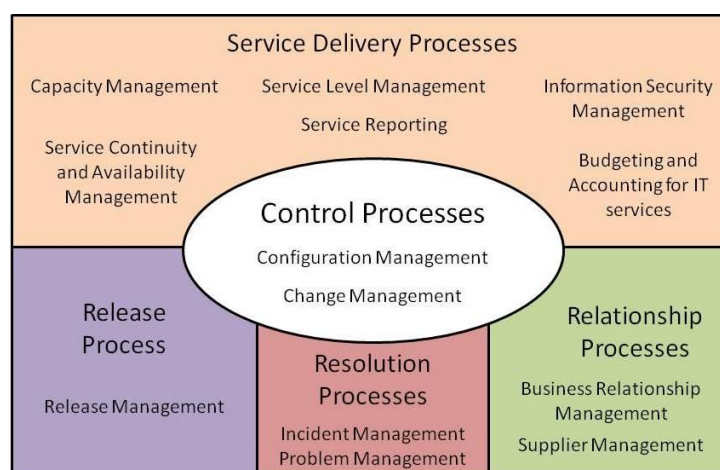 Service Delivery Processes
Capacity Management
Service Level Management
Information Security
Management
Service Reporting
Service Continuity
and Availability
Management
Budgeting and
Accounting for IT
services
Control Processes
Configuration Management
Change Management
Release
Process
Release Management
Resolution
Processes
Incident Management
Problem Management
Relationship
Processes
Business Relationship
Management
Supplier Management